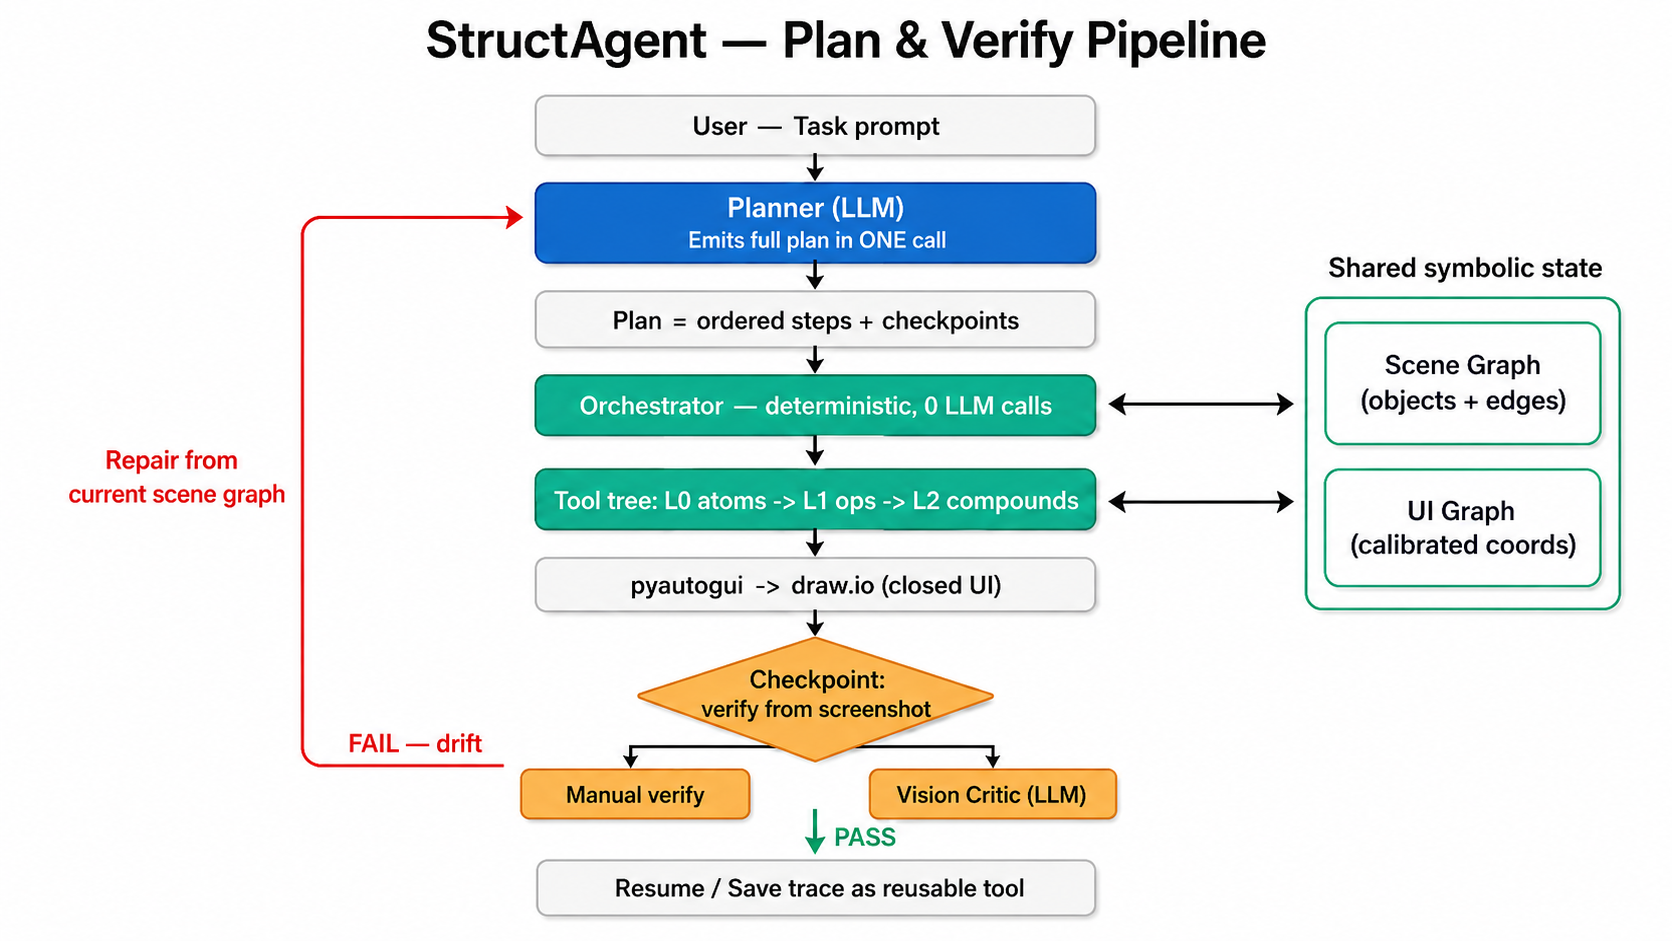 StructAgent — Plan & Verify Pipeline
User — Task prompt
Planner (LLM)
Emits full plan in ONE call
Plan = ordered steps + checkpoints
Orchestrator — deterministic, 0 LLM calls
Tool tree: L0 atoms -> L1 ops -> L2 compounds
pyautogui -> draw.io (closed UI)
Shared symbolic state
Scene Graph
(objects + edges)
UI Graph
(calibrated coords)
Repair from
current scene graph
Checkpoint:
verify from screenshot
FAIL — drift
Manual verify
Vision Critic (LLM)
PASS
Resume / Save trace as reusable tool